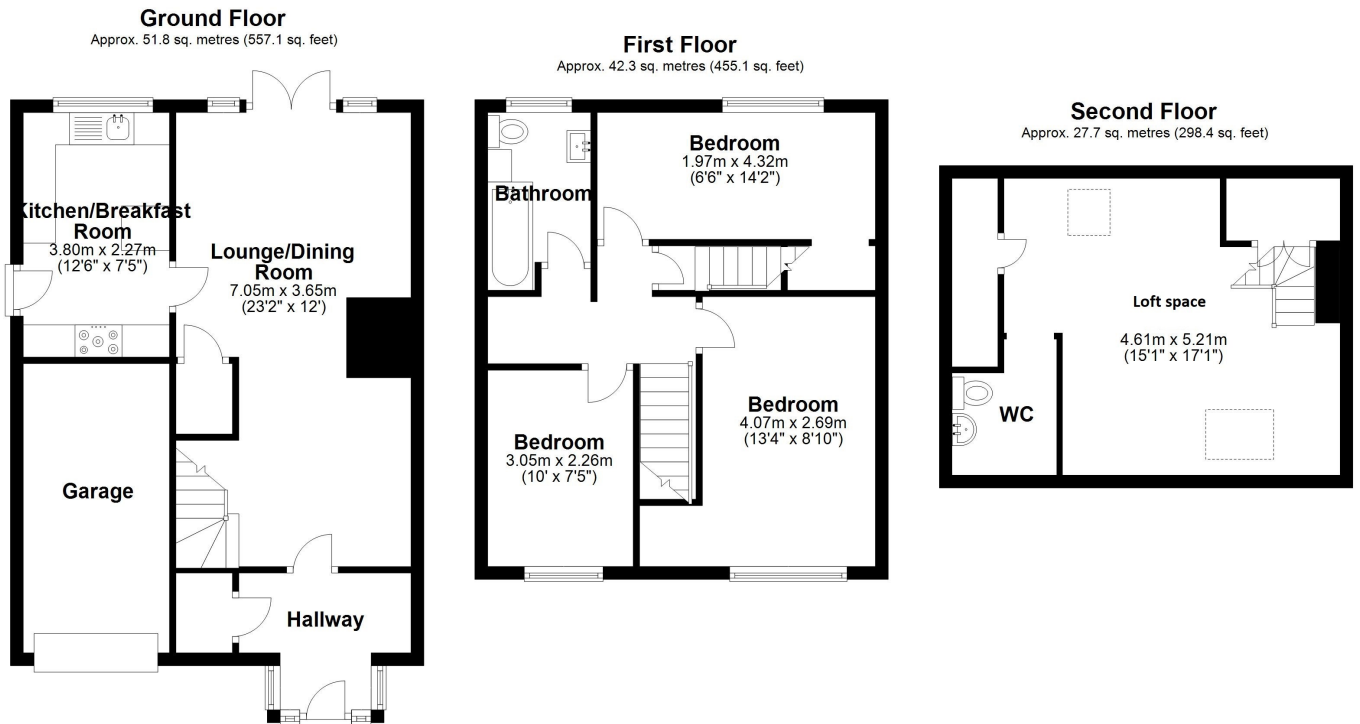 Ground Floor
Approx. 51.8 sq. metres (557.1 sq. feet)
Kitchen/Breakfast
Room
3.80m x 2.27m
(12'6" x 7'5")
Lounge/Dining
Room
7.05m x 3.65m
(23'2" x 12')
Garage
Hallway
First Floor
Approx. 42.3 sq. metres (455.1 sq. feet)
Bathroom
Bedroom
1.97m x 4.32m
(6'6" x 14'2")
Bedroom
3.05m x 2.26m
(10' x 7'5")
Bedroom
4.07m x 2.69m
(13'4" x 8'10")
Second Floor
Approx. 27.7 sq. metres (298.4 sq. feet)
Loft space
4.61m x 5.21m
(15'1" x 17'1")
WC